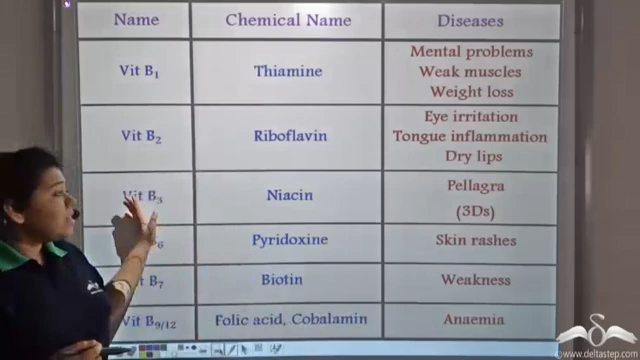 Name Chemical Name Diseases
Vit B₁ Thiamine Mental problems
Weak muscles
Weight loss
Vit B₂ Riboflavin Eye irritation
Tongue inflammation
Dry lips
Vit B₃ Niacin Pellagra
(3Ds)
₆ Pyridoxine Skin rashes
t B₇ Biotin Weakness
Vit B₉/₁₂ Folic acid, Cobalamin Anaemia
©www.deltastep.com